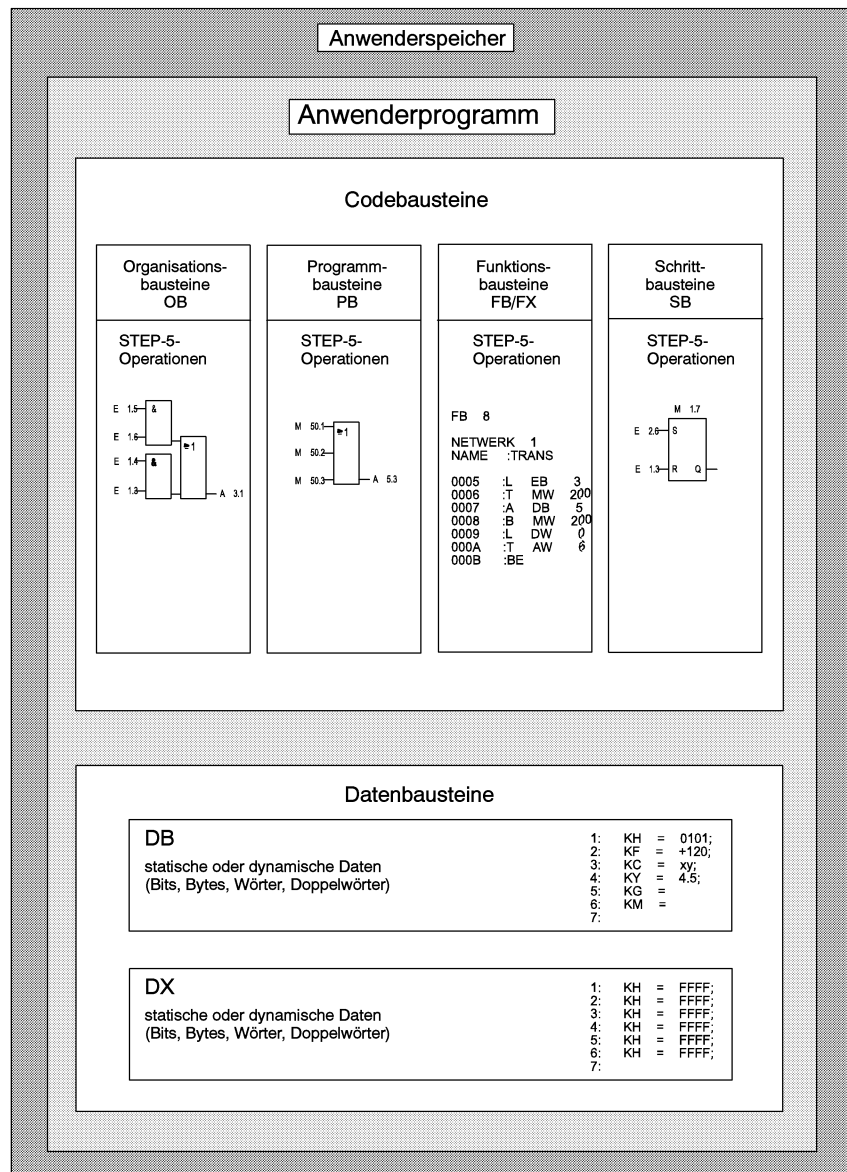 Anwenderspeicher
Anwenderprogramm
Codebausteine
Organisations-
bausteine
OB
STEP-5-
Operationen
E 1.5 &
E 1.6
≥1
E 1.4 &
E 1.3
A 3.1
Programm-
bausteine
PB
STEP-5-
Operationen
M 50.1 ≥1
M 50.2
M 50.3 A 5.3
Funktions-
bausteine
FB/FX
STEP-5-
Operationen
FB 8
NETWERK 1
NAME :TRANS
0005 :L EB 3
0006 :T MW 200
0007 :A DB 5
0008 :B MW 200
0009 :L DW 0
000A :T AW 6
000B :BE
Schritt-
bausteine
SB
STEP-5-
Operationen
M 1.7
E 2.6 S
E 1.3 R Q
Datenbausteine
DB
statische oder dynamische Daten
(Bits, Bytes, Wörter, Doppelwörter)
1: KH = 0101;
2: KF = +120;
3: KC = xy;
4: KY = 4.5;
5: KG =
6: KM =
7:
DX
statische oder dynamische Daten
(Bits, Bytes, Wörter, Doppelwörter)
1: KH = FFFF;
2: KH = FFFF;
3: KH = FFFF;
4: KH = FFFF;
5: KH = FFFF;
6: KH = FFFF;
7: